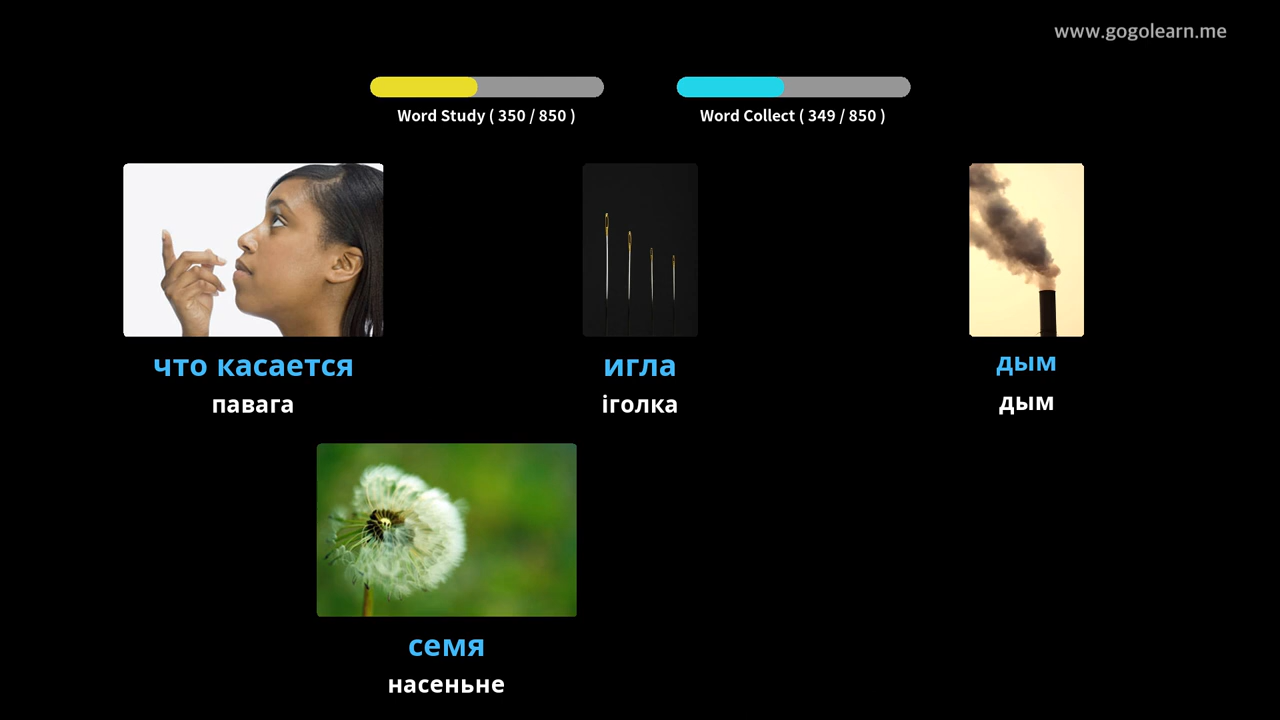 www.gogolearn.me
Word Study ( 350 / 850 )
Word Collect ( 349 / 850 )
что касается
павага
игла
іголка
дым
дым
семя
насеньне